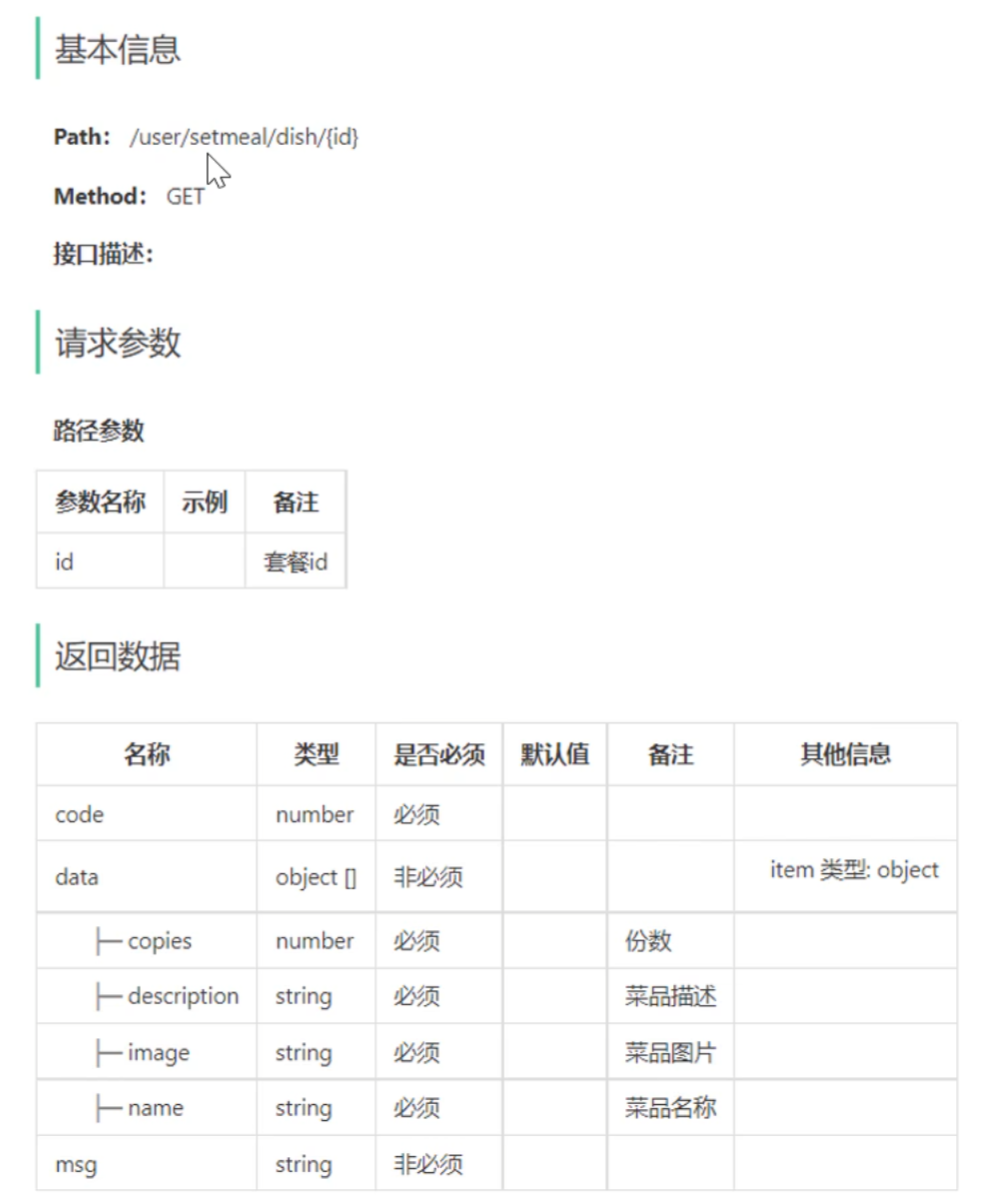 基本信息
Path： /user/setmeal/dish/{id}
Method： GET
接口描述：
请求参数
路径参数
参数名称 示例 备注
id 套餐id
返回数据
名称 类型 是否必须 默认值 备注 其他信息
code number 必须
data object [] 非必须 item 类型: object
├─ copies number 必须 份数
├─ description string 必须 菜品描述
├─ image string 必须 菜品图片
├─ name string 必须 菜品名称
msg string 非必须